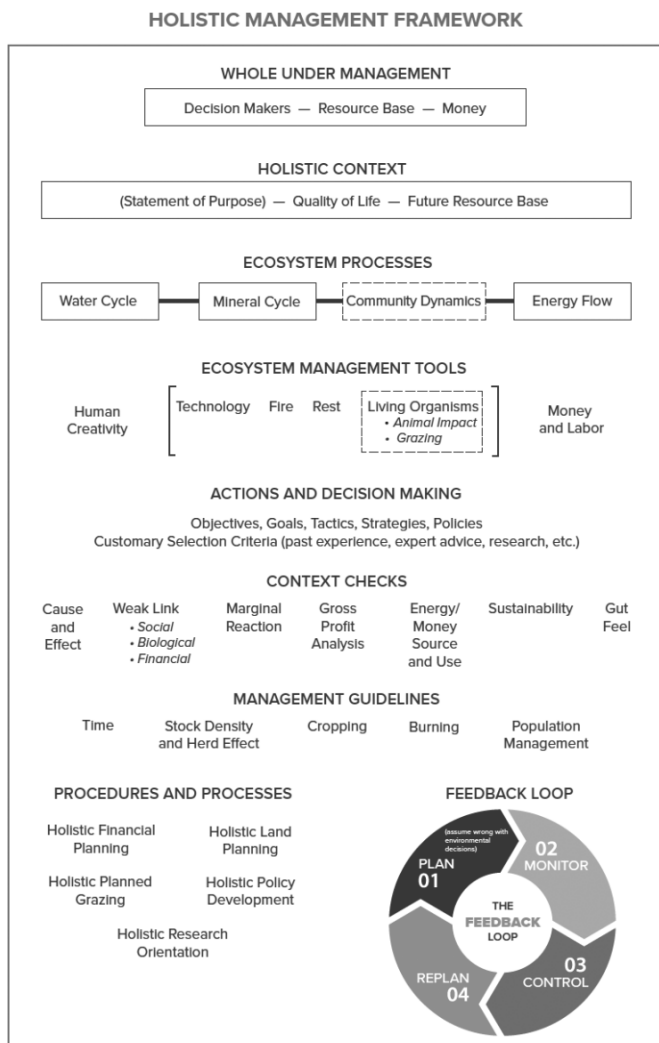 HOLISTIC MANAGEMENT FRAMEWORK
WHOLE UNDER MANAGEMENT
Decision Makers — Resource Base — Money
HOLISTIC CONTEXT
(Statement of Purpose) — Quality of Life — Future Resource Base
ECOSYSTEM PROCESSES
Water Cycle
Mineral Cycle
Community Dynamics
Energy Flow
ECOSYSTEM MANAGEMENT TOOLS
Human
Creativity
Technology
Fire
Rest
Living Organisms
• Animal Impact
• Grazing
Money
and Labor
ACTIONS AND DECISION MAKING
Objectives, Goals, Tactics, Strategies, Policies
Customary Selection Criteria (past experience, expert advice, research, etc.)
CONTEXT CHECKS
Cause
and
Effect
Weak Link
• Social
• Biological
• Financial
Marginal
Reaction
Gross
Profit
Analysis
Energy/
Money
Source
and Use
Sustainability
Gut
Feel
MANAGEMENT GUIDELINES
Time
Stock Density
and Herd Effect
Cropping
Burning
Population
Management
PROCEDURES AND PROCESSES
Holistic Financial
Planning
Holistic Land
Planning
Holistic Planned
Grazing
Holistic Policy
Development
Holistic Research
Orientation
FEEDBACK LOOP
(assume wrong with
environmental
decisions)
PLAN
01
02
MONITOR
03
CONTROL
REPLAN
04
THE
FEEDBACK
LOOP